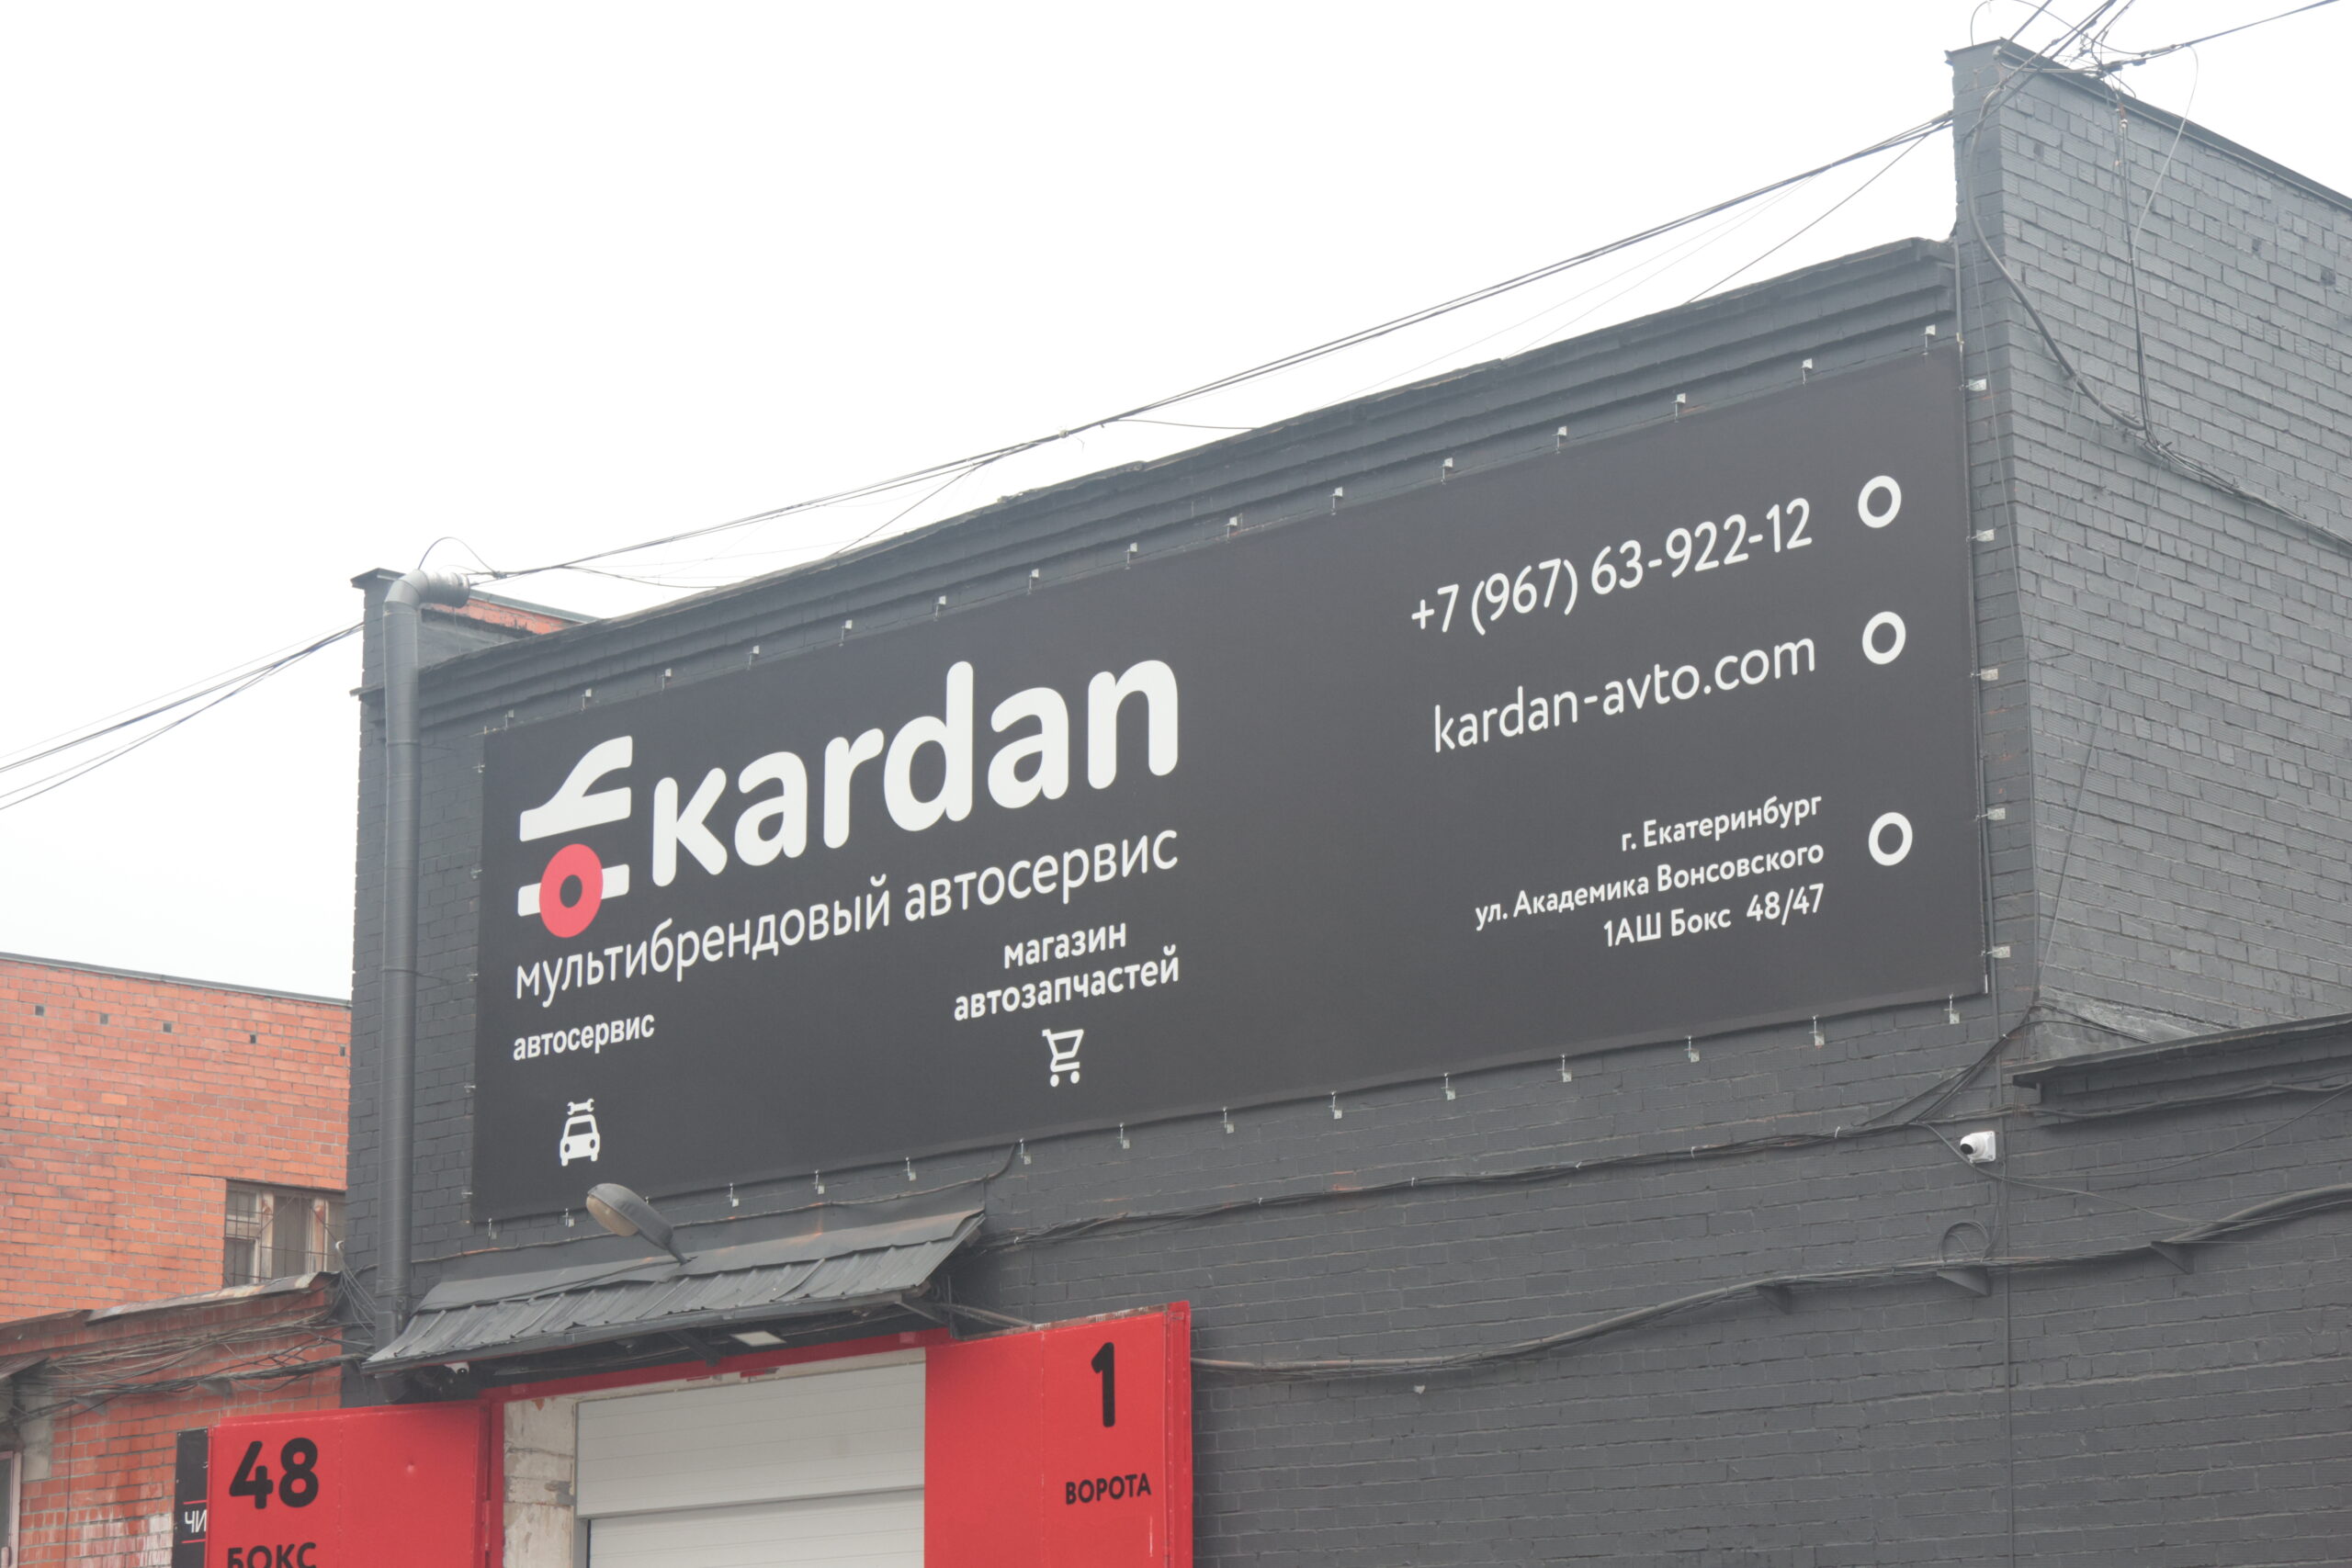 kardan
мультибрендовый автосервис
автосервис
магазин
автозапчастей
+7 (967) 63-922-12
kardan-avto.com
г. Екатеринбург
ул. Академика Вонсовского
1АШ Бокс 48/47
48
БОКС
1
ВОРОТА